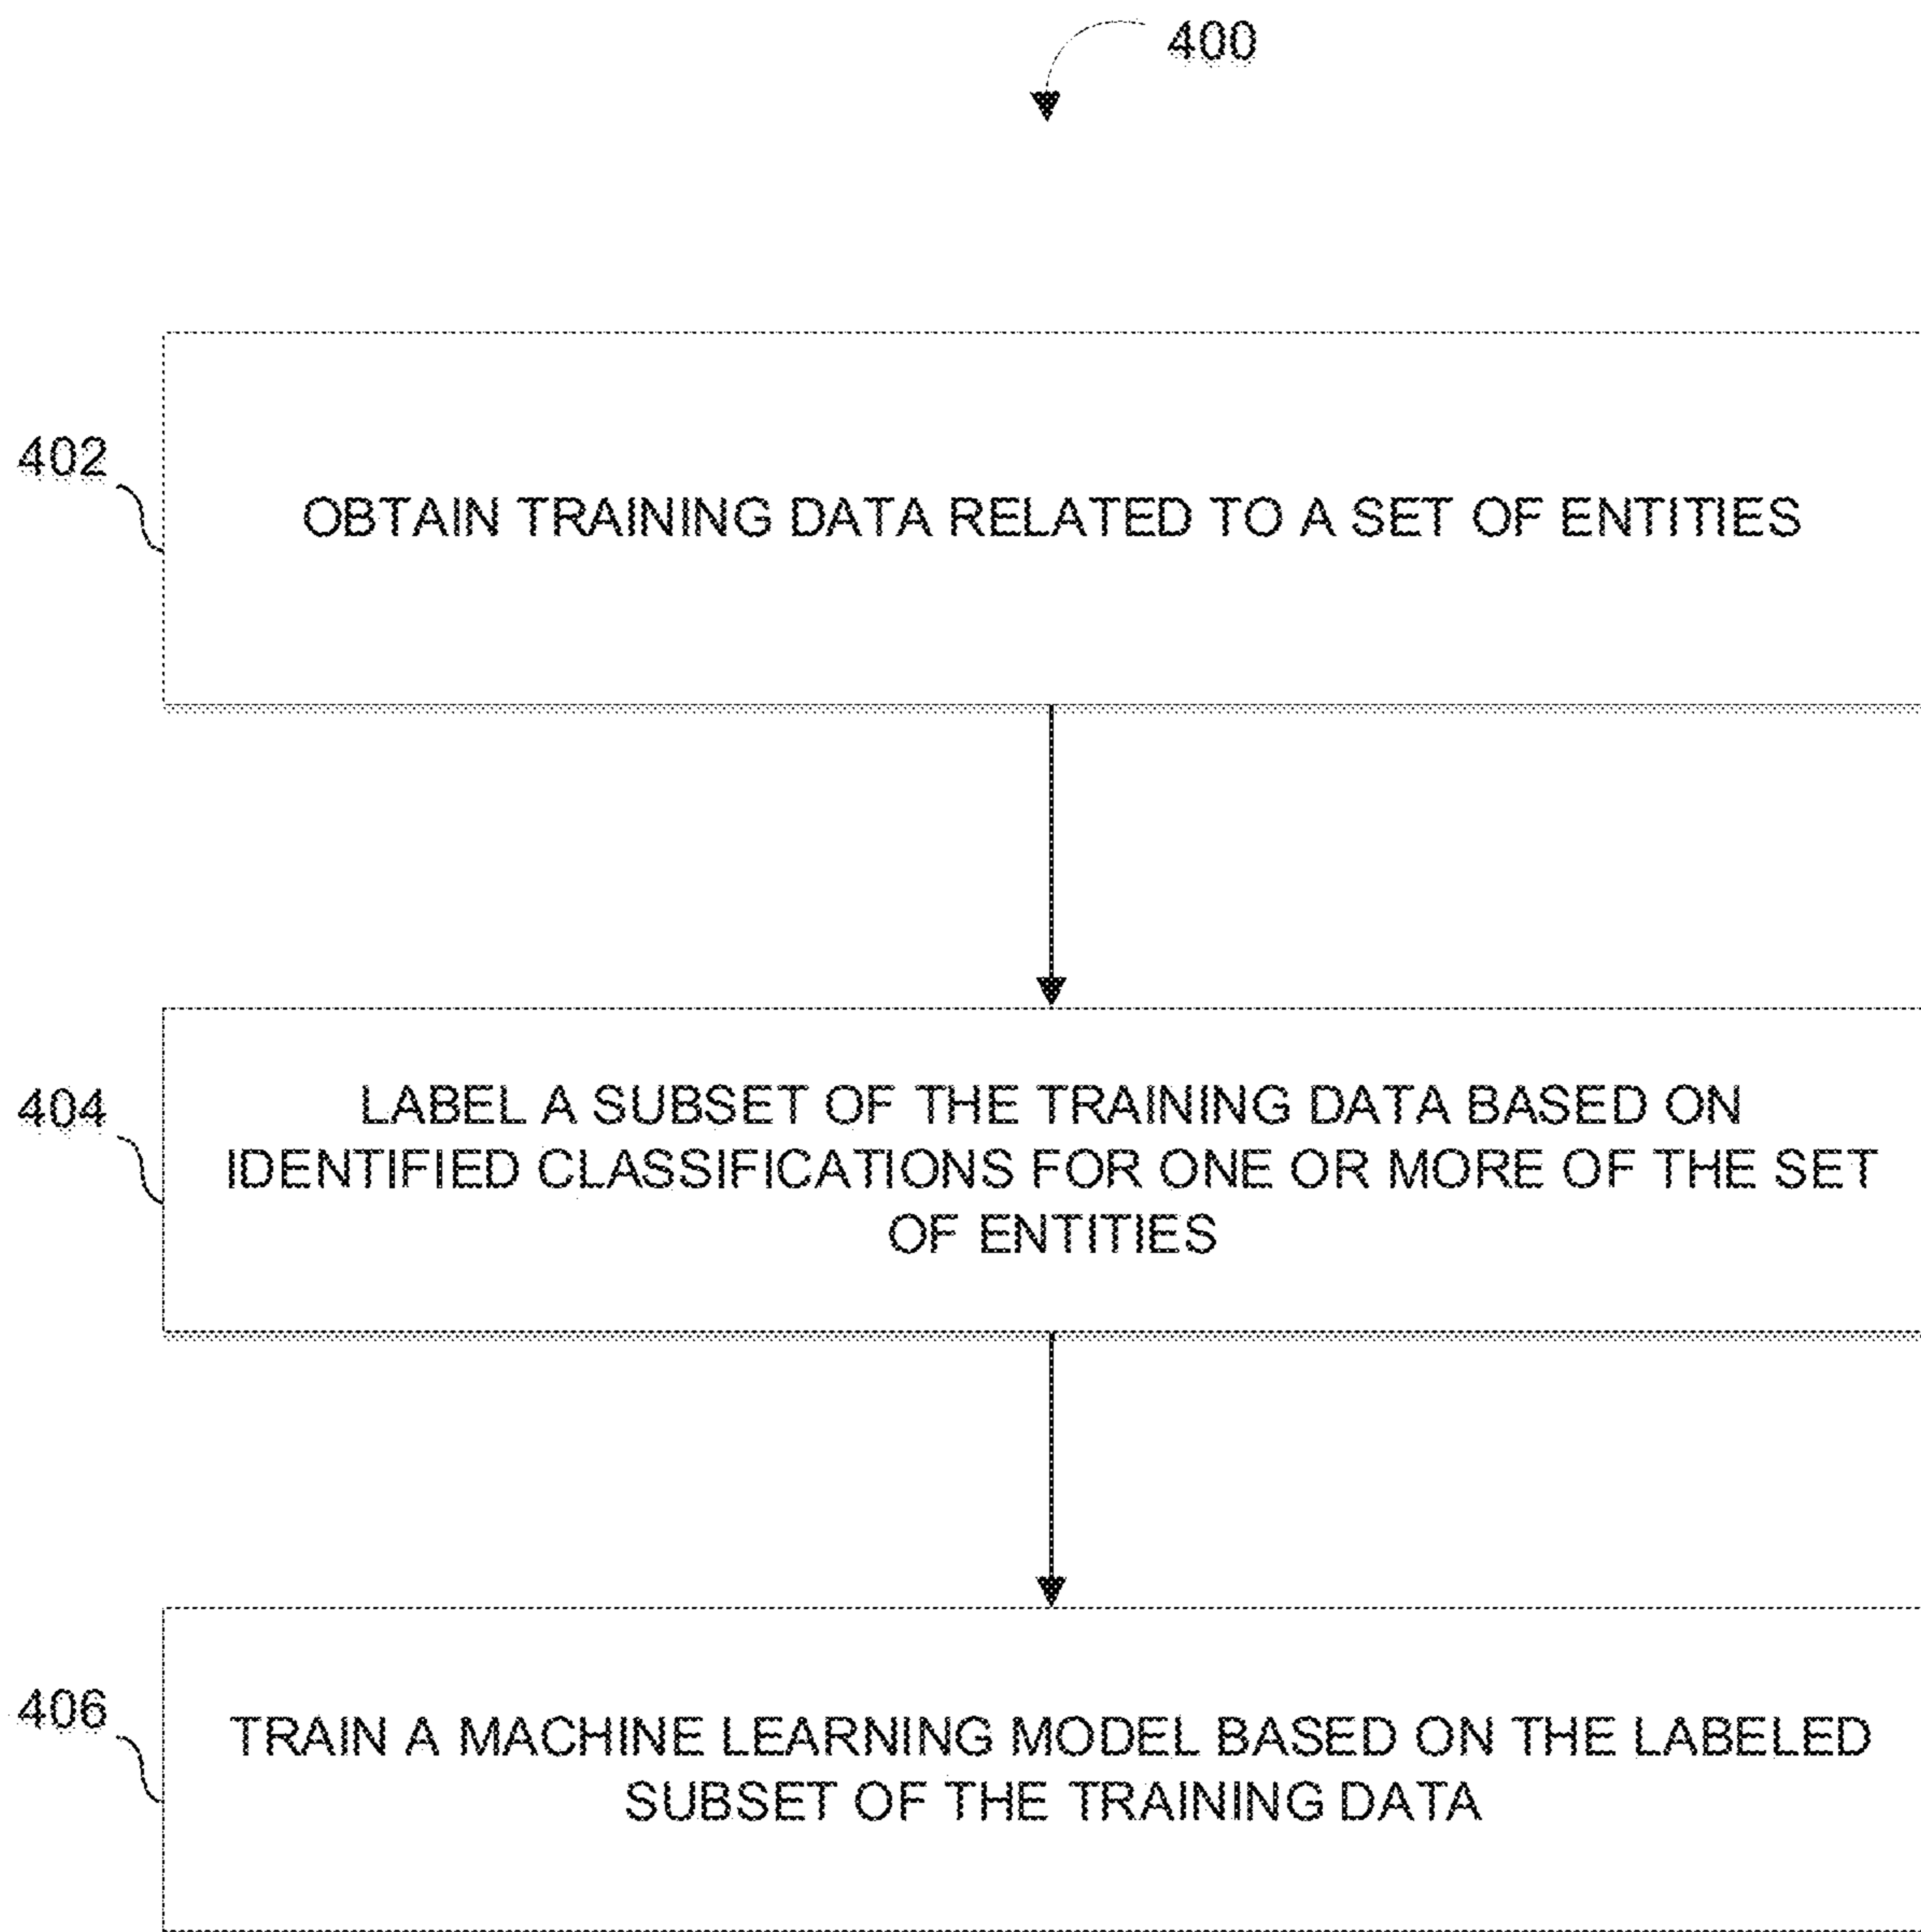 400
402
OBTAIN TRAINING DATA RELATED TO A SET OF ENTITIES
404
LABEL A SUBSET OF THE TRAINING DATA BASED ON
IDENTIFIED CLASSIFICATIONS FOR ONE OR MORE OF THE SET
OF ENTITIES
406
TRAIN A MACHINE LEARNING MODEL BASED ON THE LABELED
SUBSET OF THE TRAINING DATA